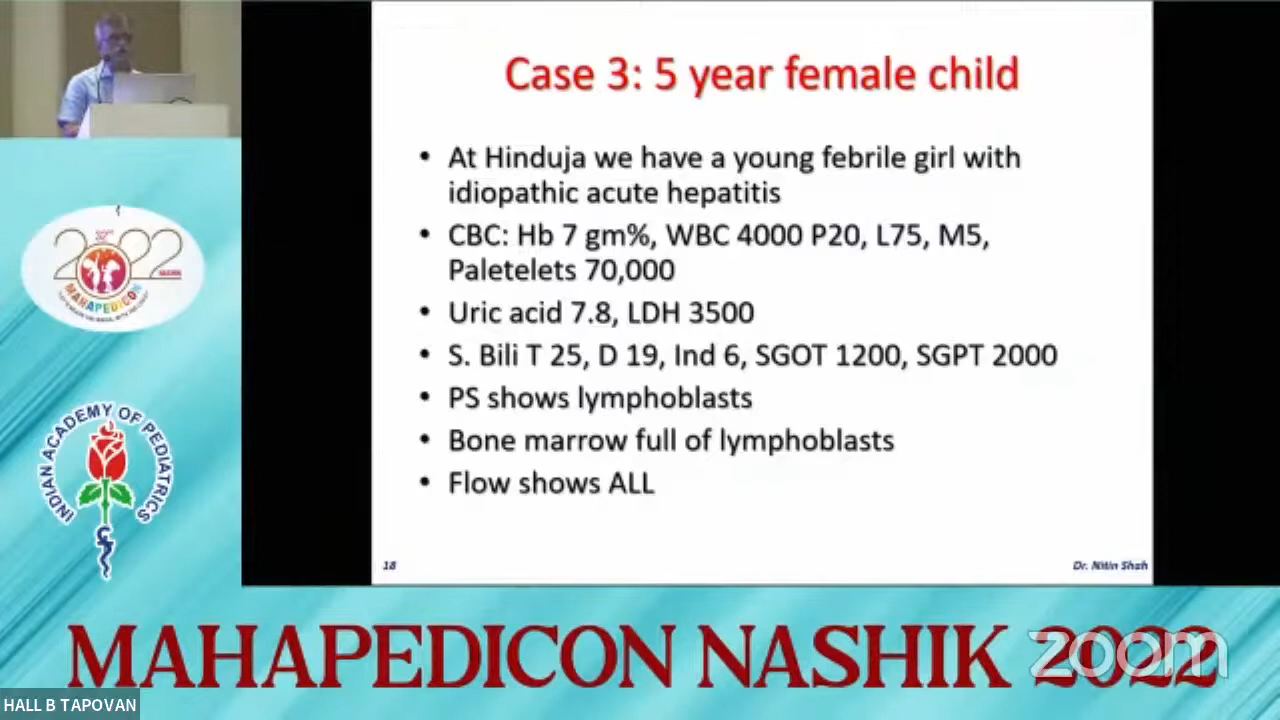 Case 3: 5 year female child
• At Hinduja we have a young febrile girl with
idiopathic acute hepatitis
• CBC: Hb 7 gm%, WBC 4000 P20, L75, M5,
Paletelets 70,000
• Uric acid 7.8, LDH 3500
• S. Bili T 25, D 19, Ind 6, SGOT 1200, SGPT 2000
• PS shows lymphoblasts
• Bone marrow full of lymphoblasts
• Flow shows ALL
18
Dr. Nitin Shah
2022
MAHAPEDICON
INDIAN ACADEMY OF PEDIATRICS
MAHAPEDICON NASHIK 2022
zoom
HALL B TAPOVAN